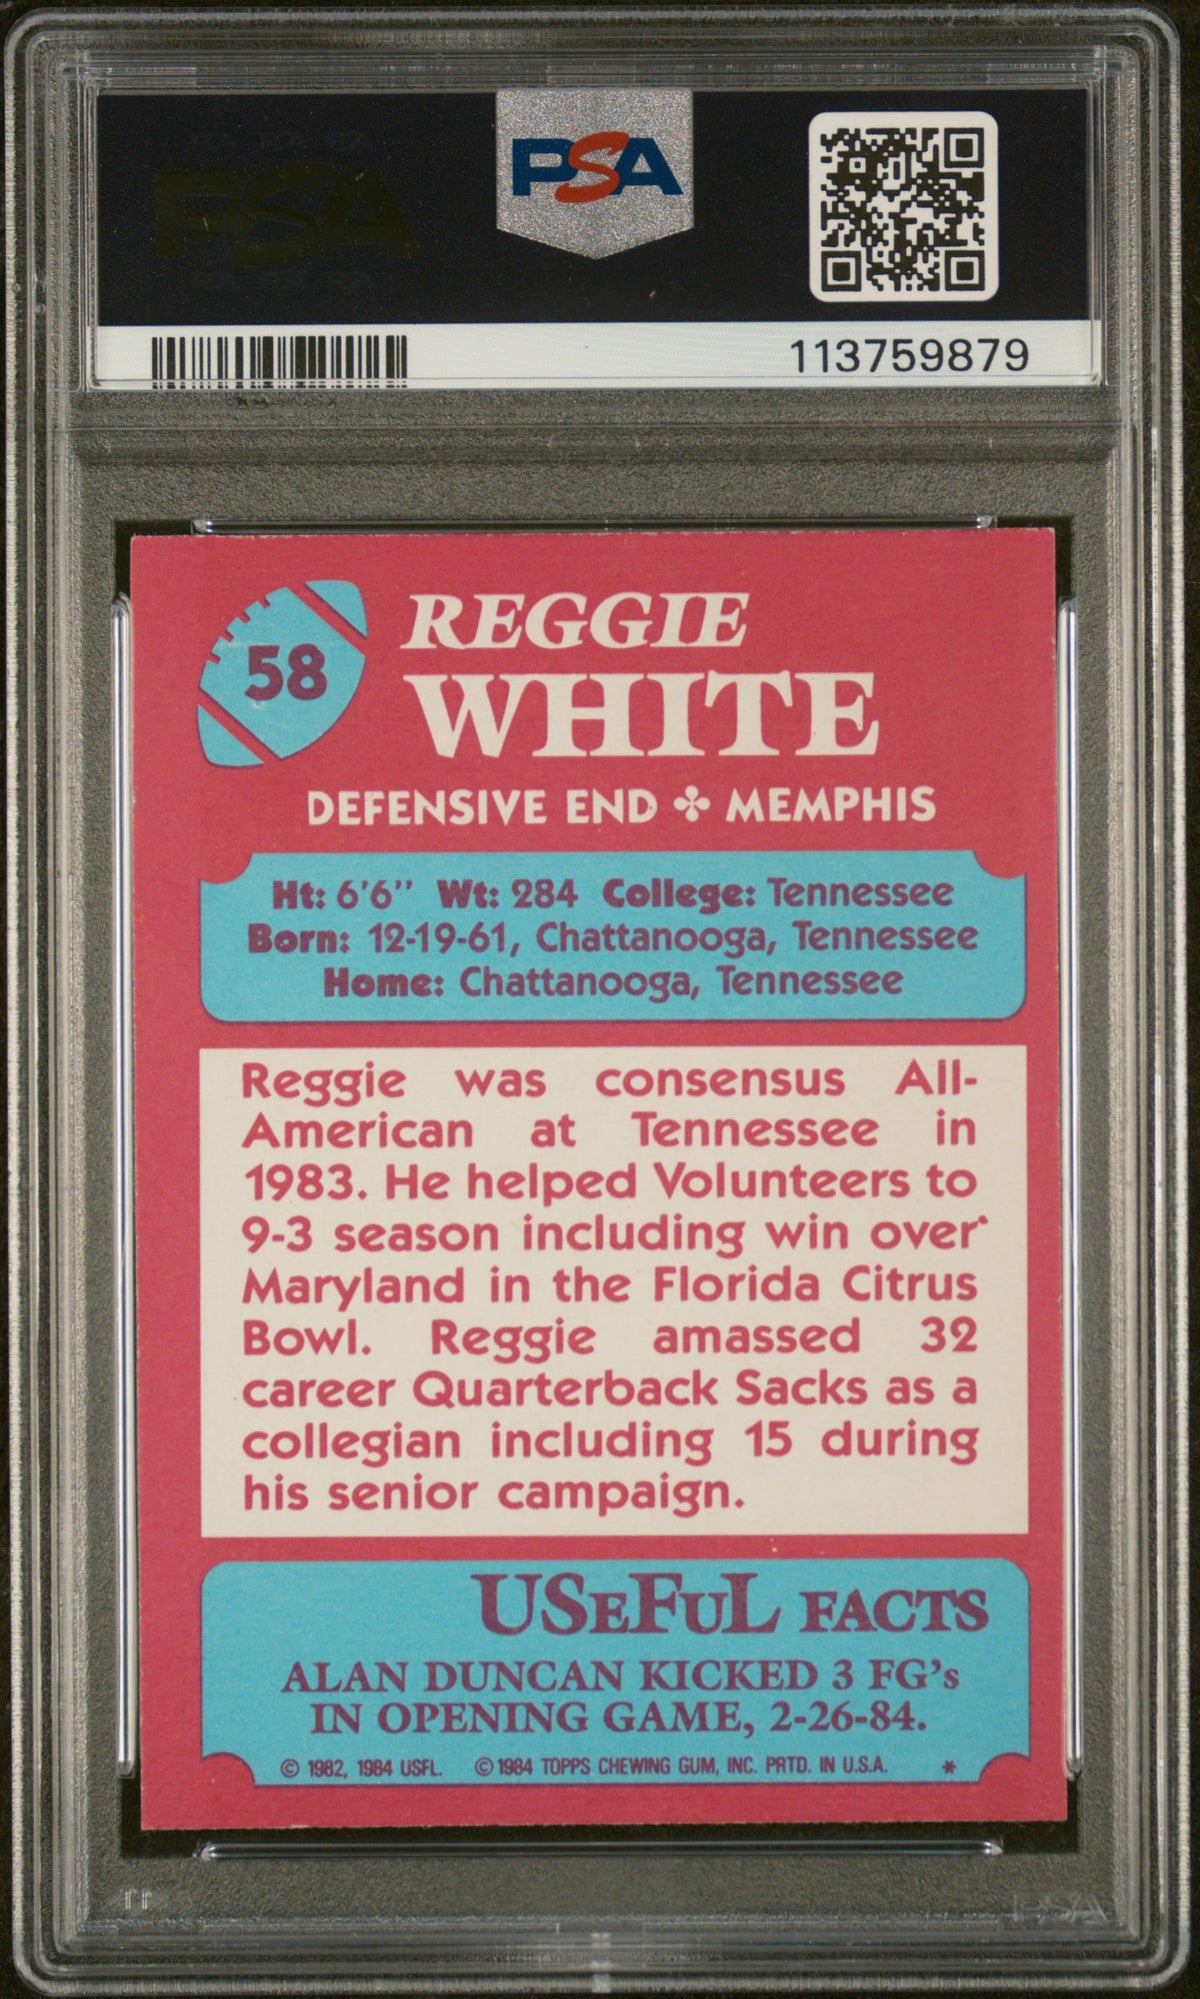 PSA
PSA
113759879
58
REGGIE
WHITE
DEFENSIVE END ✤ MEMPHIS
Ht: 6'6'' Wt: 284 College: Tennessee
Born: 12-19-61, Chattanooga, Tennessee
Home: Chattanooga, Tennessee
Reggie was consensus All-
American at Tennessee in
1983. He helped Volunteers to
9-3 season including win over
Maryland in the Florida Citrus
Bowl. Reggie amassed 32
career Quarterback Sacks as a
collegian including 15 during
his senior campaign.
USeFuL FACTS
ALAN DUNCAN KICKED 3 FG's
IN OPENING GAME, 2-26-84.
© 1982, 1984 USFL. © 1984 TOPPS CHEWING GUM, INC. PRTD. IN U.S.A. *
PSA